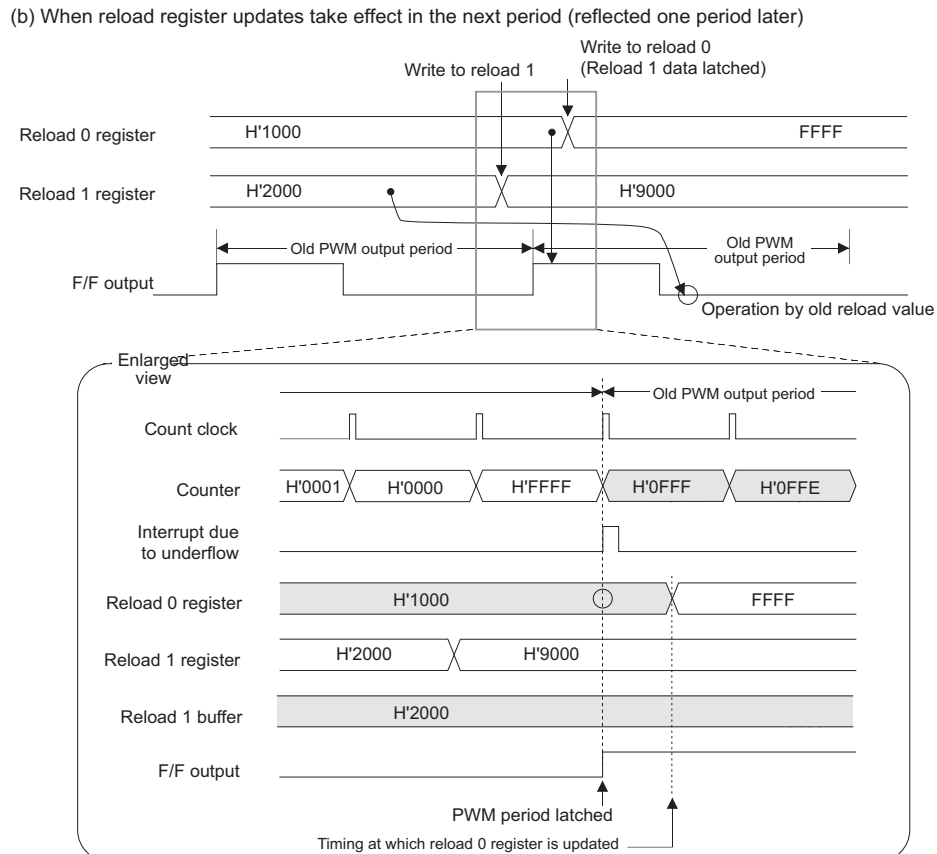 (b) When reload register updates take effect in the next period (reflected one period later)
Write to reload 0
(Reload 1 data latched)
Write to reload 1
Reload 0 register
H'1000
FFFF
Reload 1 register
H'2000
H'9000
Old PWM output period
Old PWM
output period
F/F output
Operation by old reload value
Enlarged
view
Old PWM output period
Count clock
Counter
H'0001
H'0000
H'FFFF
H'0FFF
H'0FFE
Interrupt due
to underflow
Reload 0 register
H'1000
FFFF
Reload 1 register
H'2000
H'9000
Reload 1 buffer
H'2000
F/F output
PWM period latched
Timing at which reload 0 register is updated